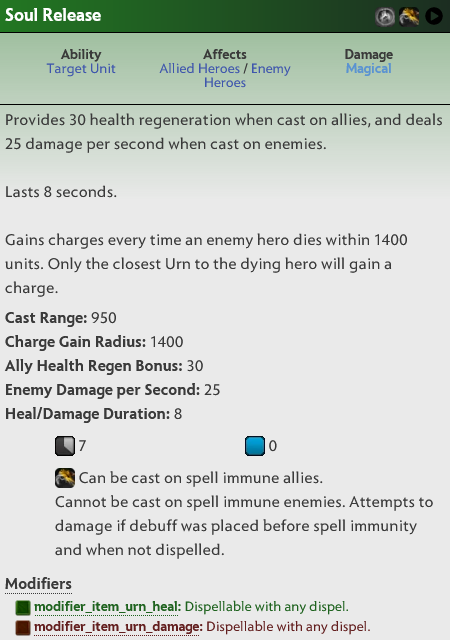 Soul Release
Ability
Target Unit
Affects
Allied Heroes / Enemy
Heroes
Damage
Magical
Provides 30 health regeneration when cast on allies, and deals
25 damage per second when cast on enemies.
Lasts 8 seconds.
Gains charges every time an enemy hero dies within 1400
units. Only the closest Urn to the dying hero will gain a
charge.
Cast Range: 950
Charge Gain Radius: 1400
Ally Health Regen Bonus: 30
Enemy Damage per Second: 25
Heal/Damage Duration: 8
7 0
Can be cast on spell immune allies.
Cannot be cast on spell immune enemies. Attempts to
damage if debuff was placed before spell immunity
and when not dispelled.
Modifiers
modifier_item_urn_heal: Dispellable with any dispel.
modifier_item_urn_damage: Dispellable with any dispel.